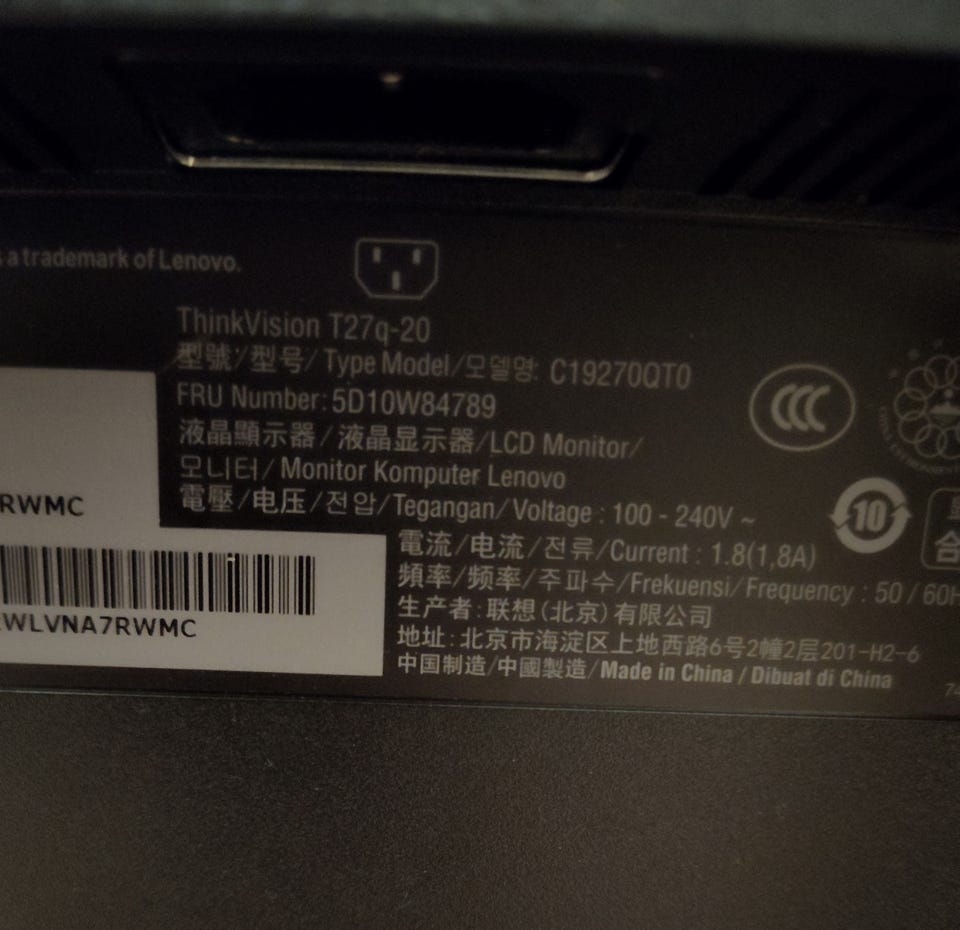 s a trademark of Lenovo.
ThinkVision T27q-20
型號/型号/Type Model/모델명: C19270QT0
FRU Number: 5D10W84789
液晶顯示器/液晶显示器/LCD Monitor/
모니터/Monitor Komputer Lenovo
電壓/电压/전압/Tegangan/Voltage : 100 - 240V ~
電流/电流/전류/Current : 1.8(1,8A)
頻率/频率/주파수/Frekuensi/Frequency : 50 / 60H
生产者: 联想(北京)有限公司
地址: 北京市海淀区上地西路6号2幢2层201-H2-6
中国制造/中國製造/Made in China / Dibuat di China
RWMC
WLVNA7RWMC
CCC
10
合
74